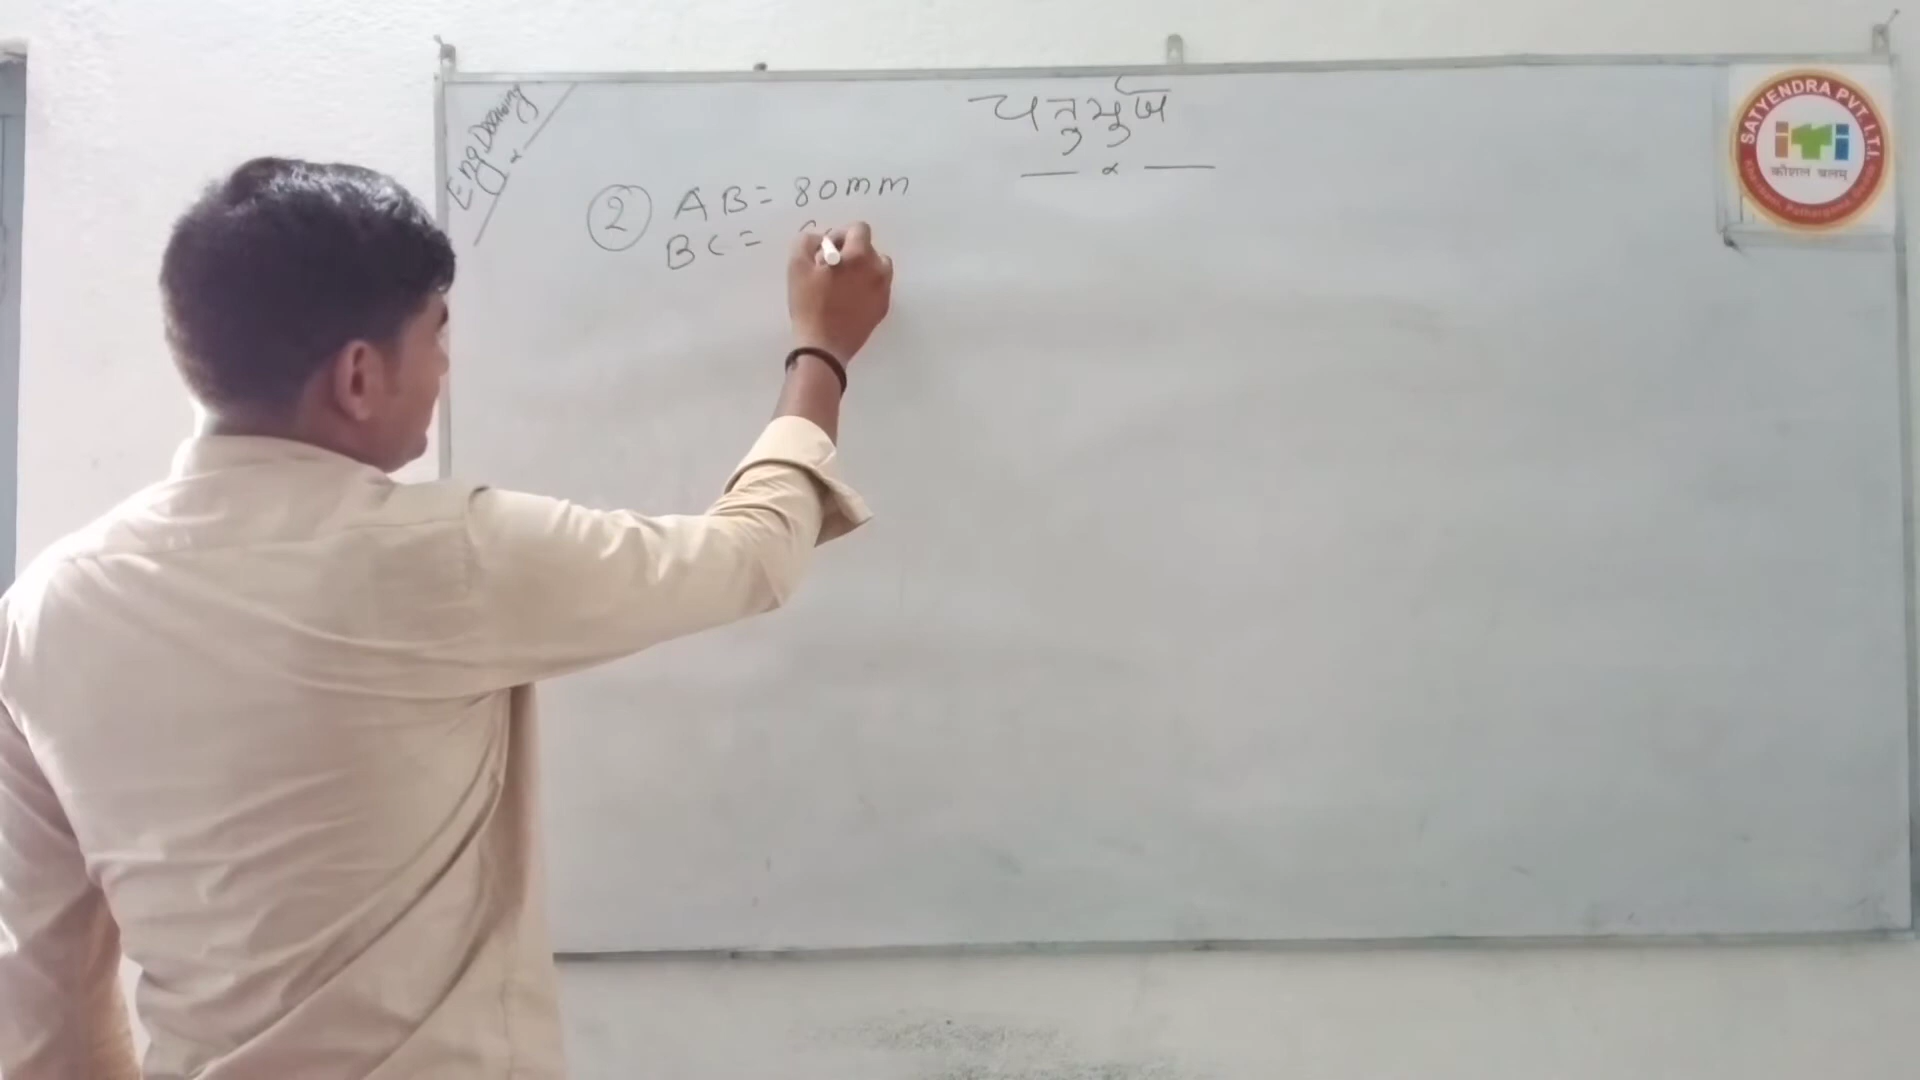 Eng Drawing
चतुर्भुज
② AB = 80mm
BC =
SATYENDRA PVT. I.T.I.
iTi
कौशल बलम्